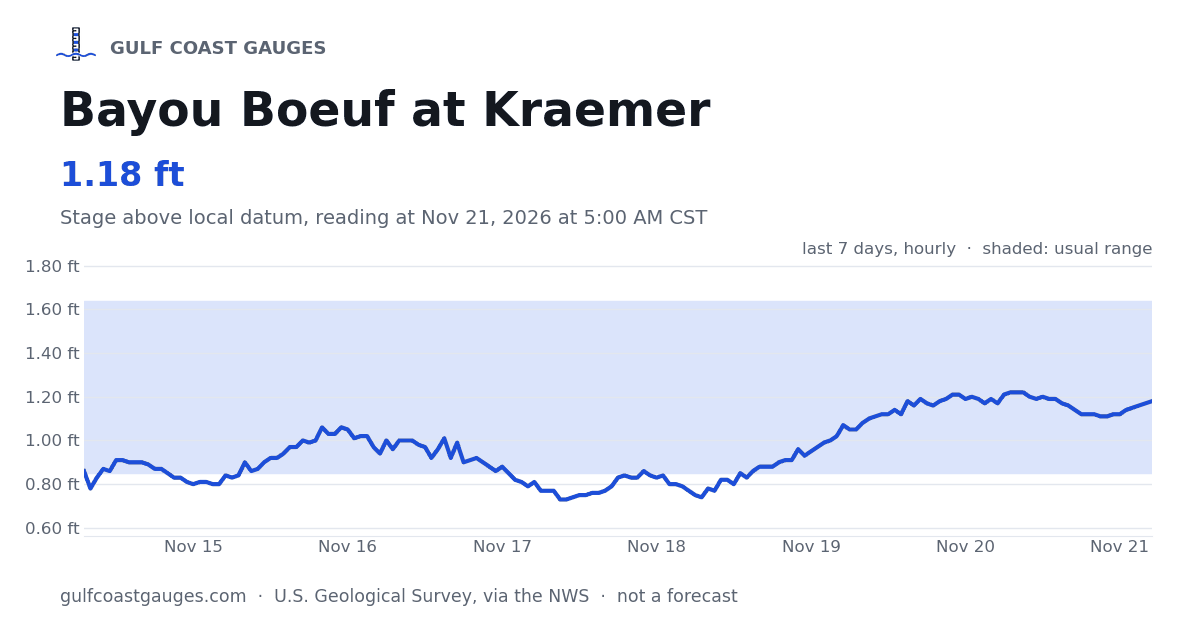 GULF COAST GAUGES
Bayou Boeuf at Kraemer
1.18 ft
Stage above local datum, reading at Nov 21, 2026 at 5:00 AM CST
last 7 days, hourly · shaded: usual range
1.80 ft
1.60 ft
1.40 ft
1.20 ft
1.00 ft
0.80 ft
0.60 ft
Nov 15 Nov 16 Nov 17 Nov 18 Nov 19 Nov 20 Nov 21
gulfcoastgauges.com · U.S. Geological Survey, via the NWS · not a forecast